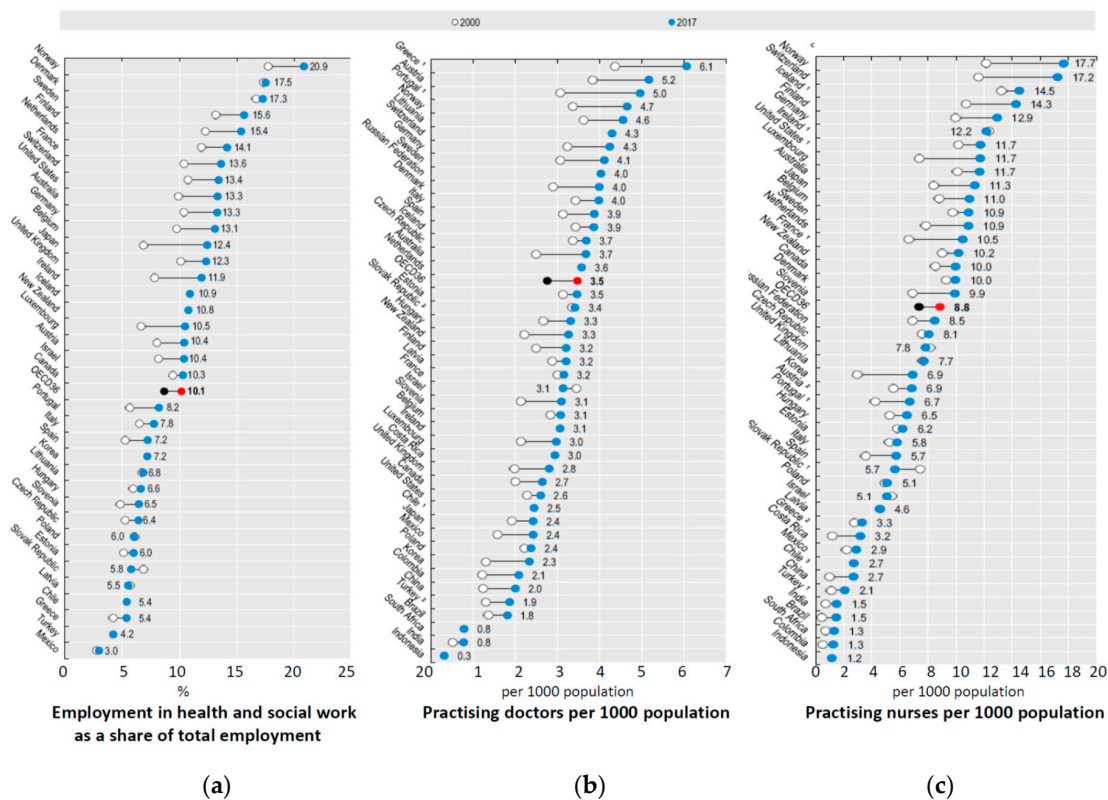 2000 2017
Norway
Denmark
Sweden
Finland
Netherlands
France
Switzerland
United States
Australia
Germany
Belgium
Japan
United Kingdom
Ireland
Iceland
New Zealand
Luxembourg
Austria
Israel
Canada
OECD36
Portugal
Italy
Spain
Korea
Lithuania
Hungary
Slovenia
Czech Republic
Poland
Estonia
Slovak Republic
Latvia
Chile
Greece
Turkey
Mexico
20.9
17.5
17.3
15.6
15.4
14.1
13.6
13.4
13.3
13.3
13.1
12.4
12.3
11.9
10.9
10.8
10.5
10.4
10.4
10.3
10.1
8.2
7.8
7.2
7.2
6.8
6.6
6.5
6.4
6.0
6.0
5.8
5.5
5.4
5.4
4.2
3.0
0 5 10 15 20 25
%
Employment in health and social work
as a share of total employment
(a)
Greece ¹
Austria
Portugal ¹
Norway
Lithuania
Switzerland
Germany
Sweden
Russian Federation
Denmark
Italy
Spain
Iceland
Czech Republic
Australia
Netherlands
OECD36
Estonia
Slovak Republic ²
Hungary
New Zealand
Finland
Latvia
France
Israel
Slovenia
Belgium
Ireland
Luxembourg
Costa Rica
United Kingdom
Canada
United States
Chile ¹
Japan
Mexico
Poland
Korea
Colombia
China
Turkey ²
Brazil
South Africa
India
Indonesia
6.1
5.2
5.0
4.7
4.6
4.3
4.3
4.1
4.0
4.0
4.0
3.9
3.9
3.7
3.7
3.6
3.5
3.5
3.4
3.3
3.3
3.2
3.2
3.2
3.1
3.1
3.1
3.1
3.0
3.0
2.8
2.7
2.6
2.5
2.4
2.4
2.4
2.3
2.1
2.0
1.9
1.8
0.8
0.8
0.3
20 1 2 3 4 5 6 7
per 1000 population
Practising doctors per 1000 population
(b)
c
Norway
Switzerland
Iceland ¹
Finland
Germany
Ireland ¹
United States ¹
Luxembourg
Australia
Japan
Belgium
Sweden
Netherlands
France ¹
New Zealand
Canada
Denmark
Slovenia
OECD36
ussian Federation
Czech Republic
United Kingdom
Lithuania
Korea
Austria ²
Portugal ¹
Hungary
Estonia
Italy
Spain
Slovak Republic ¹
Poland
Israel
Latvia
Greece ²
Costa Rica
Mexico
Chile ³
China
Turkey ¹
India
Brazil
South Africa
Colombia
Indonesia
17.7
17.2
14.5
14.3
12.9
12.2
11.7
11.7
11.7
11.3
11.0
10.9
10.9
10.5
10.2
10.0
10.0
9.9
8.8
8.5
8.1
7.8
7.7
6.9
6.9
6.7
6.5
6.2
5.8
5.7
5.7
5.1
5.1
4.6
3.3
3.2
2.9
2.7
2.7
2.1
1.5
1.5
1.3
1.3
1.2
0 2 4 6 8 10 12 14 16 18 20
per 1000 population
Practising nurses per 1000 population
(c)